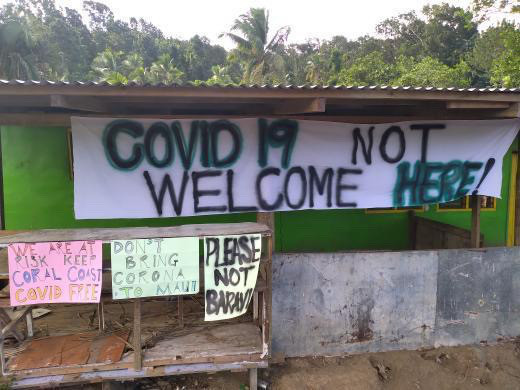 COVID 19 NOT
WELCOME HERE!
WE ARE AT
RISK KEEP
CORAL COAST
COVID FREE
DON'T
BRING
CORONA
TO MAUI!
PLEASE
NOT
BARAVI!